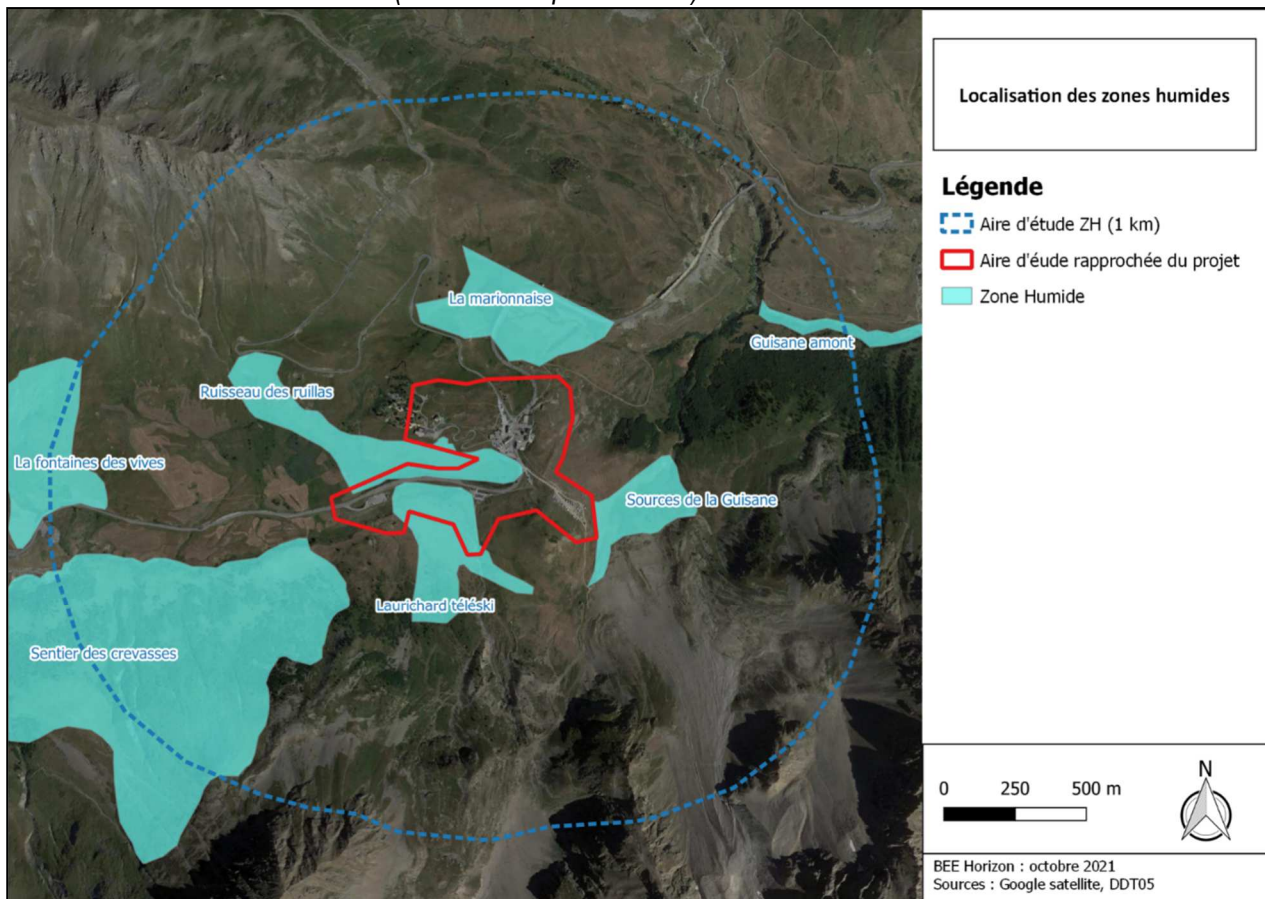 Localisation des zones humides
Légende
Aire d'étude ZH (1 km)
Aire d'éude rapprochée du projet
Zone Humide
La marionnaise
Guisane amont
Ruisseau des ruillas
La fontaines des vives
Sources de la Guisane
Laurichard téléski
Sentier des crevasses
0 250 500 m
N
BEE Horizon : octobre 2021
Sources : Google satellite, DDT05